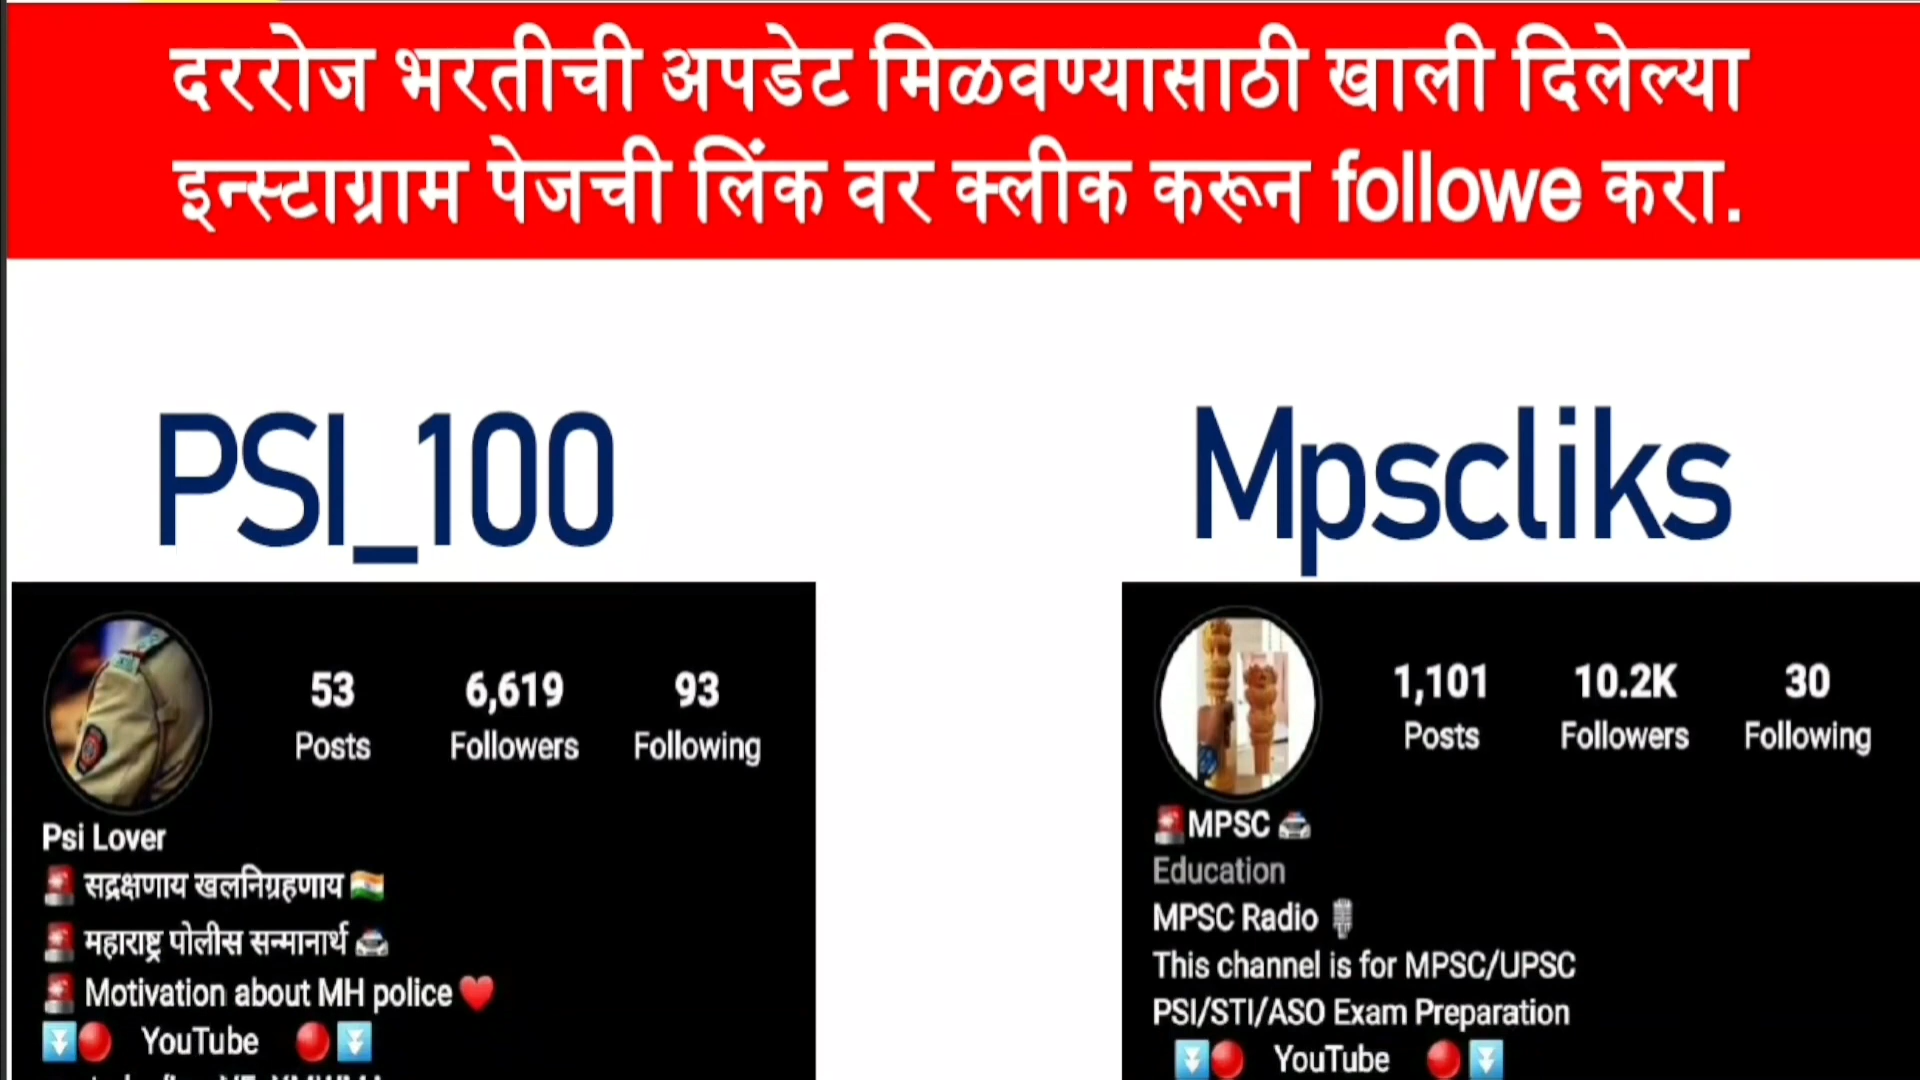 दररोज भरतीची अपडेट मिळवण्यासाठी खाली दिलेल्या
इन्स्टाग्राम पेजची लिंक वर क्लीक करून followe करा.
PSI_100
Mpscliks
53 6,619 93
Posts Followers Following
Psi Lover
सद्रक्षणाय खलनिग्रहणाय
महाराष्ट्र पोलीस सन्मानार्थ
Motivation about MH police
YouTube
1,101 10.2K 30
Posts Followers Following
MPSC
Education
MPSC Radio
This channel is for MPSC/UPSC
PSI/STI/ASO Exam Preparation
YouTube